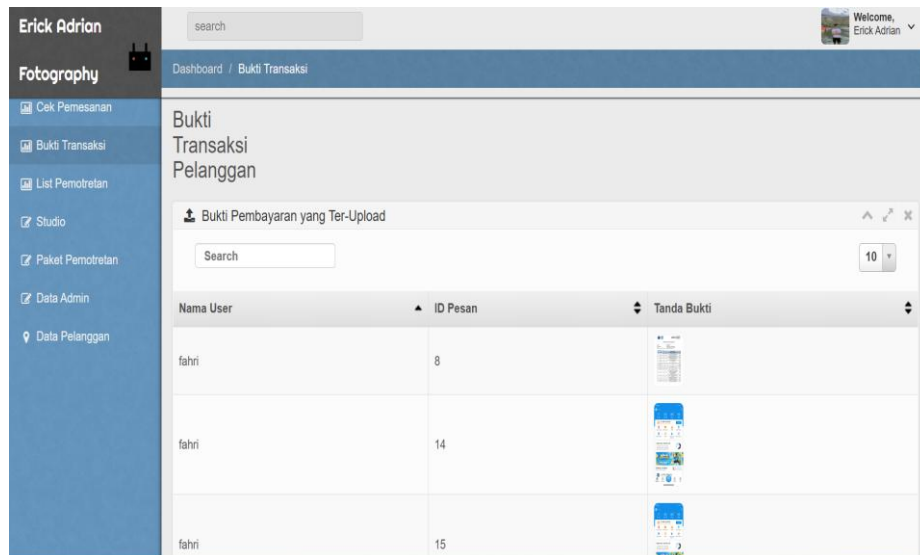 Erick Adrian
Fotography
search
Welcome,
Erick Adrian
Dashboard / Bukti Transaksi
Cek Pemesanan
Bukti Transaksi
List Pemotretan
Studio
Paket Pemotretan
Data Admin
Data Pelanggan
Bukti
Transaksi
Pelanggan
Bukti Pembayaran yang Ter-Upload
Search
10
Nama User ID Pesan Tanda Bukti
fahri 8
fahri 14
fahri 15